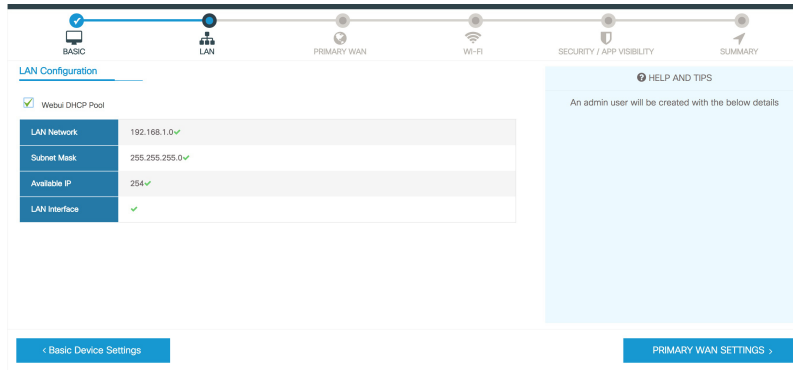 BASIC
LAN
PRIMARY WAN
WI-FI
SECURITY / APP VISIBILITY
SUMMARY
LAN Configuration
Webui DHCP Pool
LAN Network 192.168.1.0
Subnet Mask 255.255.255.0
Available IP 254
LAN Interface
HELP AND TIPS
An admin user will be created with the below details
< Basic Device Settings
PRIMARY WAN SETTINGS >